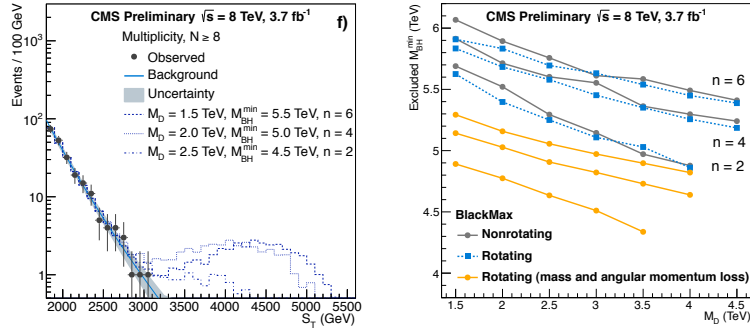 CMS Preliminary √s = 8 TeV, 3.7 fb⁻¹
f)
Multiplicity, N ≥ 8
Observed
Background
Uncertainty
M_D = 1.5 TeV, M_BH^min = 5.5 TeV, n = 6
M_D = 2.0 TeV, M_BH^min = 5.0 TeV, n = 4
M_D = 2.5 TeV, M_BH^min = 4.5 TeV, n = 2
Events / 100 GeV
10³
10²
10
1
2000 2500 3000 3500 4000 4500 5000 5500
S_T (GeV)
CMS Preliminary √s = 8 TeV, 3.7 fb⁻¹
Excluded M_BH^min (TeV)
6
5.5
5
4.5
4
n = 6
n = 4
n = 2
BlackMax
Nonrotating
Rotating
Rotating (mass and angular momentum loss)
1.5 2 2.5 3 3.5 4 4.5
M_D (TeV)